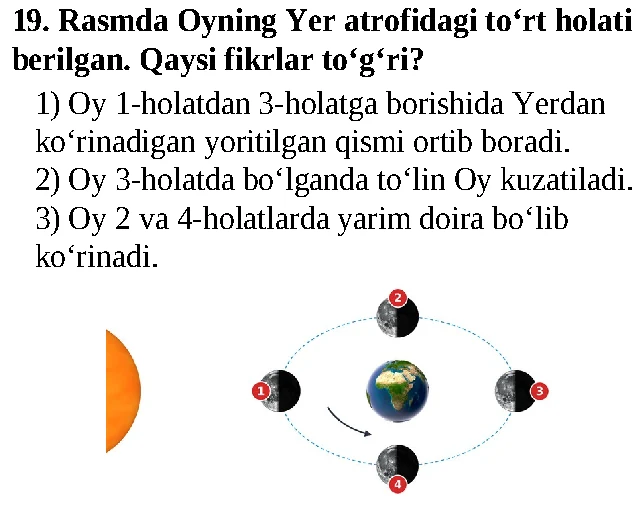 19. Rasmda Oyning Yer atrofidagi to‘rt holati
berilgan. Qaysi fikrlar to‘g‘ri?
1) Oy 1-holatdan 3-holatga borishida Yerdan
ko‘rinadigan yoritilgan qismi ortib boradi.
2) Oy 3-holatda bo‘lganda to‘lin Oy kuzatiladi.
3) Oy 2 va 4-holatlarda yarim doira bo‘lib
ko‘rinadi.
2
1
3
4